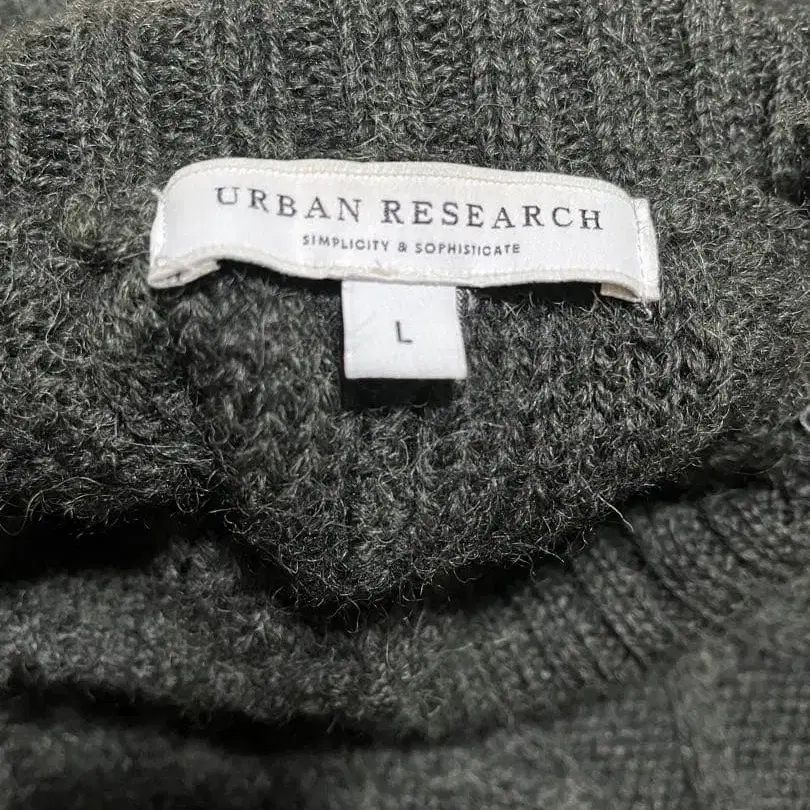 URBAN RESEARCH
SIMPLICITY & SOPHISTICATE
L